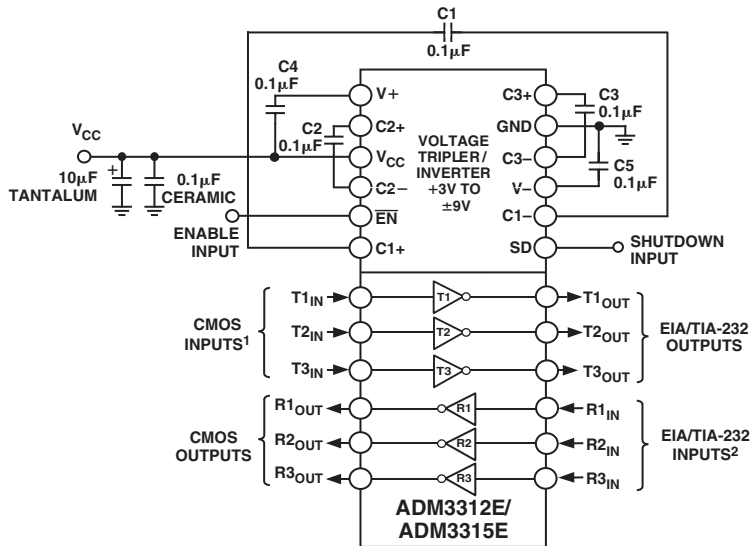 C1
0.1µF
C4
0.1µF
V+
C2
0.1µF
C2+
VCC
VCC
C2−
10µF
+
TANTALUM
0.1µF
CERAMIC
EN
ENABLE
INPUT
C1+
VOLTAGE
TRIPLER/
INVERTER
+3V TO
±9V
C3+
C3
0.1µF
GND
C3−
C5
0.1µF
V−
C1−
SD
SHUTDOWN
INPUT
CMOS
INPUTS1
T1IN
T1
T1OUT
T2IN
T2
T2OUT
T3IN
T3
T3OUT
EIA/TIA-232
OUTPUTS
CMOS
OUTPUTS
R1OUT
R1
R1IN
R2OUT
R2
R2IN
R3OUT
R3
R3IN
EIA/TIA-232
INPUTS2
ADM3312E/
ADM3315E